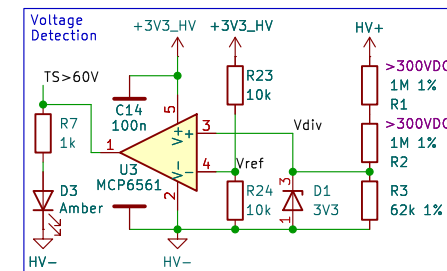 Voltage
Detection
+3V3_HV
+3V3_HV
HV+
TS>60V
C14
100n
R23
10k
>300VDC
1M 1%
R1
>300VDC
1M 1%
R2
R7
1k
5
V+
+
3
Vdiv
1
4
Vref
V-
-
2
U3
MCP6561
D3
Amber
R24
10k
3
D1
3V3
1
R3
62k 1%
HV-
HV-